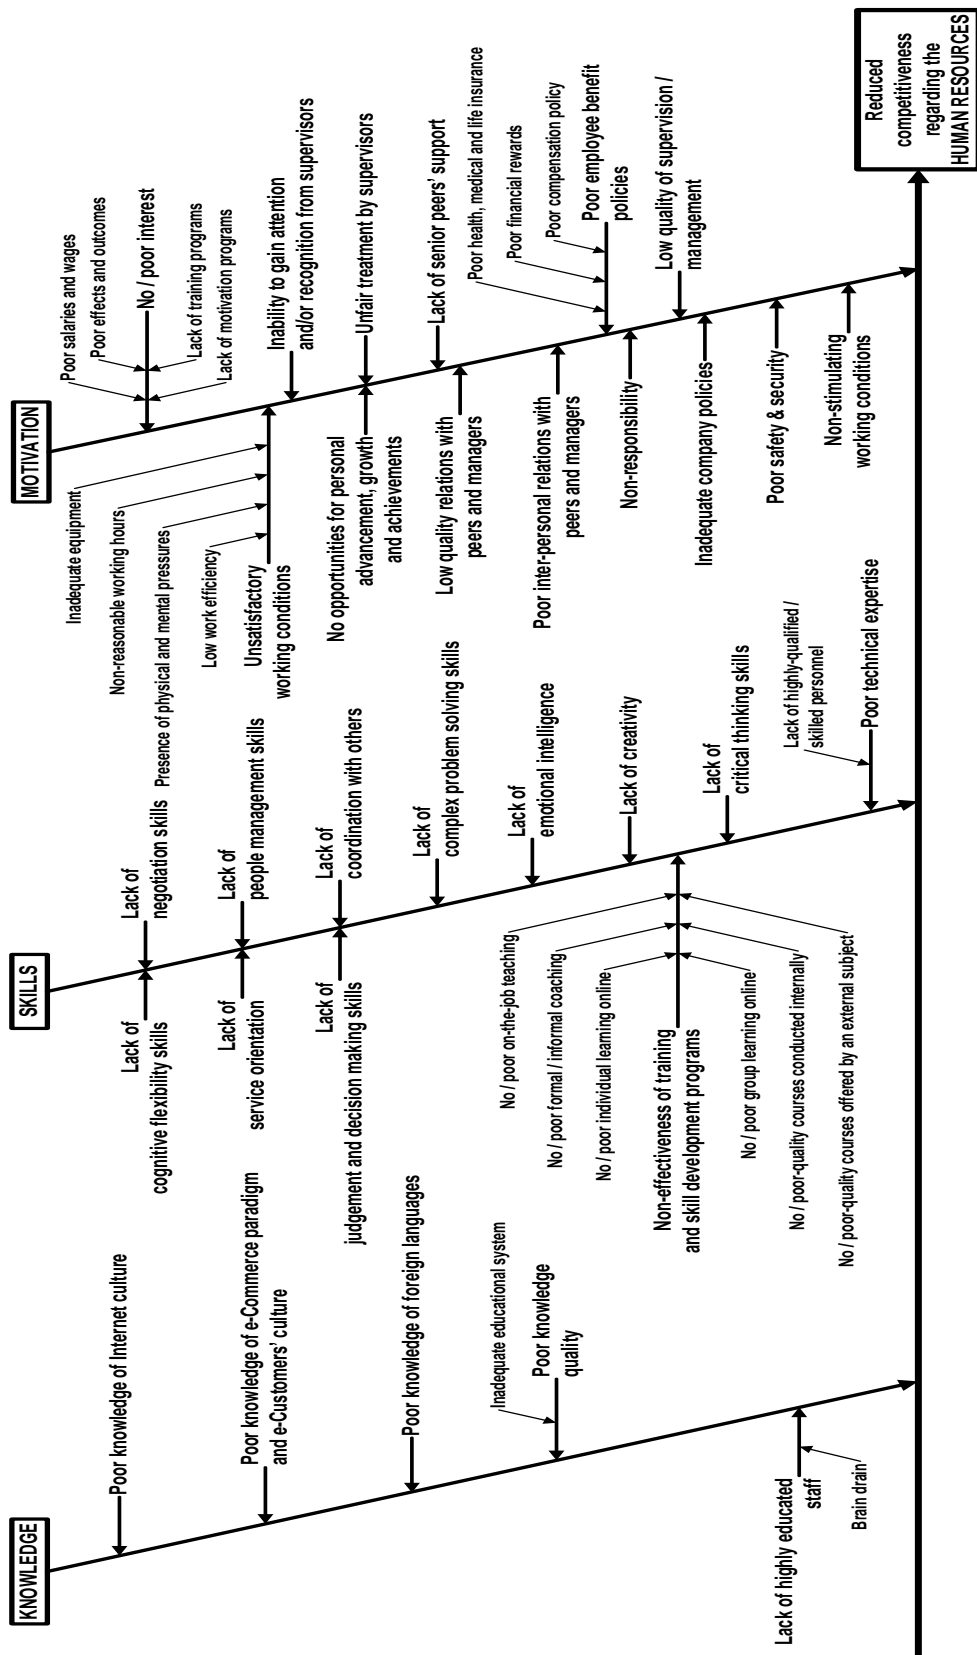 KNOWLEDGE
Poor knowledge of Internet culture
Poor knowledge of e-Commerce paradigm
and e-Customers' culture
Poor knowledge of foreign languages
Inadequate educational system
Poor knowledge
quality
Lack of highly educated
staff
Brain drain
SKILLS
Lack of
cognitive flexibility skills
Lack of
negotiation skills
Lack of
service orientation
Lack of
people management skills
Lack of
judgement and decision making skills
Lack of
coordination with others
Lack of
complex problem solving skills
Lack of
emotional intelligence
Lack of creativity
No / poor on-the-job teaching
No / poor formal / informal coaching
No / poor individual learning online
Non-effectiveness of training
and skill development programs
No / poor group learning online
No / poor-quality courses conducted internally
No / poor-quality courses offered by an external subject
Lack of
critical thinking skills
Lack of highly-qualified /
skilled personnel
Poor technical expertise
MOTIVATION
Poor salaries and wages
Poor effects and outcomes
No / poor interest
Lack of training programs
Lack of motivation programs
Inadequate equipment
Non-reasonable working hours
Presence of physical and mental pressures
Low work efficiency
Unsatisfactory
working conditions
Inability to gain attention
and/or recognition from supervisors
No opportunities for personal
advancement, growth
and achievements
Unfair treatment by supervisors
Lack of senior peers' support
Low quality relations with
peers and managers
Poor inter-personal relations with
peers and managers
Poor health, medical and life insurance
Poor financial rewards
Poor compensation policy
Poor employee benefit
policies
Non-responsibility
Low quality of supervision /
management
Inadequate company policies
Poor safety & security
Non-stimulating
working conditions
Reduced
competitiveness
regarding the
HUMAN RESOURCES